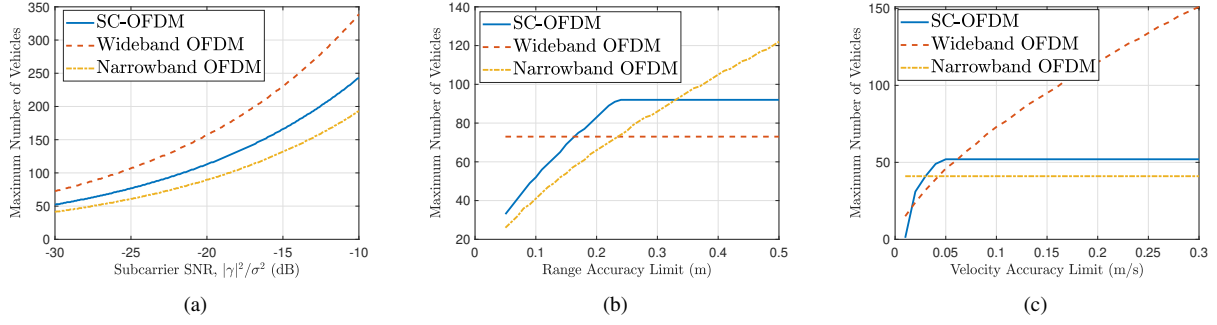 350
300
250
200
150
100
50
0
Maximum Number of Vehicles
SC-OFDM
Wideband OFDM
Narrowband OFDM
-30
-25
-20
-15
-10
Subcarrier SNR, |γ|²/σ² (dB)
(a)
140
120
100
80
60
40
20
Maximum Number of Vehicles
SC-OFDM
Wideband OFDM
Narrowband OFDM
0
0.1
0.2
0.3
0.4
0.5
Range Accuracy Limit (m)
(b)
150
100
50
0
Maximum Number of Vehicles
SC-OFDM
Wideband OFDM
Narrowband OFDM
0
0.05
0.1
0.15
0.2
0.25
0.3
Velocity Accuracy Limit (m/s)
(c)